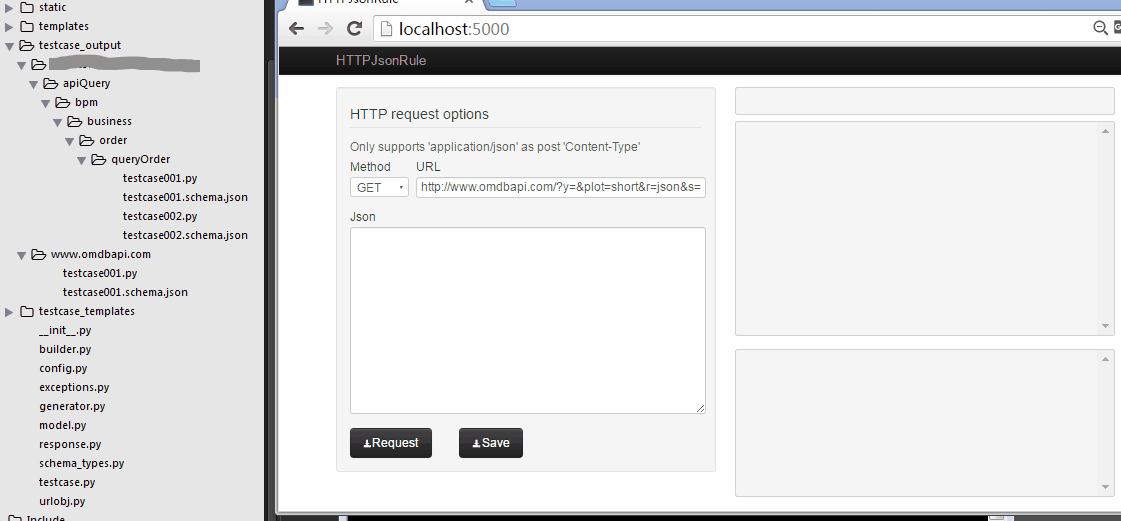 static
templates
testcase_output
apiQuery
bpm
business
order
queryOrder
testcase001.py
testcase001.schema.json
testcase002.py
testcase002.schema.json
www.omdbapi.com
testcase001.py
testcase001.schema.json
testcase_templates
__init__.py
builder.py
config.py
exceptions.py
generator.py
model.py
response.py
schema_types.py
testcase.py
urlobj.py
Include
HTTPJsonRule
localhost:5000
HTTPJsonRule
HTTP request options
Only supports 'application/json' as post 'Content-Type'
Method URL
GET http://www.omdbapi.com/?y=&plot=short&r=json&s=
Json
Request Save